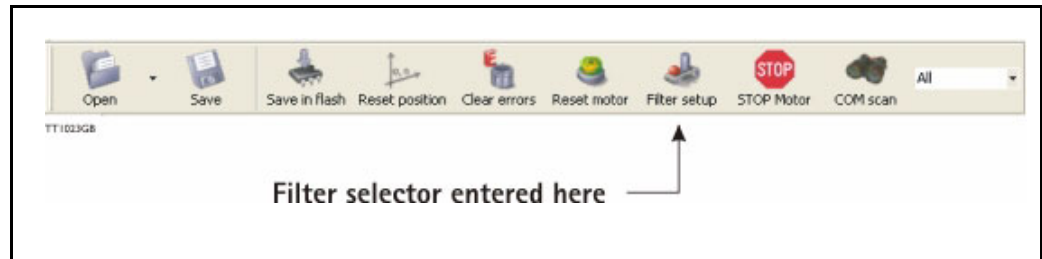 Open Save Save in flash Reset position Clear errors Reset motor Filter setup STOP STOP Motor COM scan All
TT1023GB
Filter selector entered here